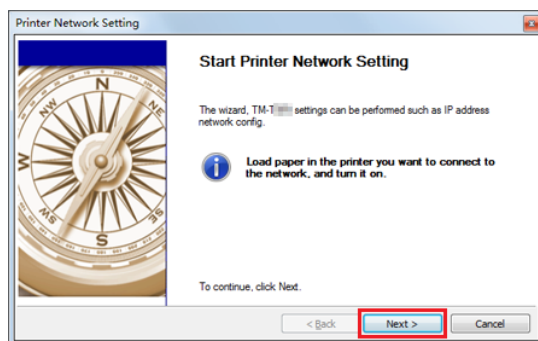 Printer Network Setting
Start Printer Network Setting
The wizard, TM-T settings can be performed such as IP address
network config.
Load paper in the printer you want to connect to
the network, and turn it on.
To continue, click Next.
< Back
Next >
Cancel
N
NE
E
SE
S
WS
W
NW